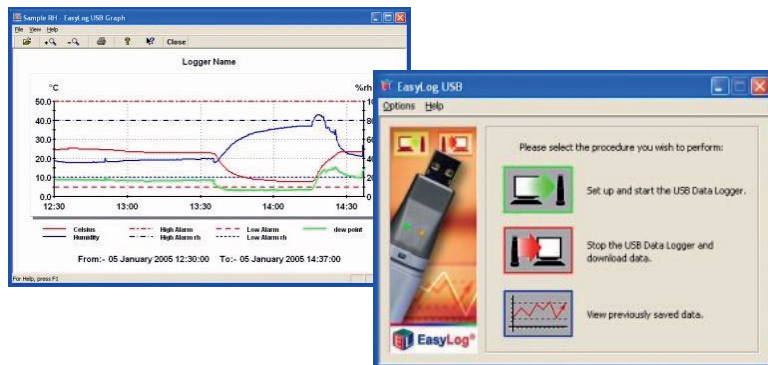 Sample RH - EasyLog USB Graph
File View Help
Close
Logger Name
°C
%rh
50.0
40.0
30.0
20.0
10.0
0.0
12:30 13:00 13:30 14:00 14:30
Celsius High Alarm Low Alarm dew point
Humidity High Alarm rh Low Alarm rh
From:- 05 January 2005 12:30:00 To:- 05 January 2005 14:37:00
For Help, press F1
EasyLog USB
Options Help
Please select the procedure you wish to perform:
Set up and start the USB Data Logger.
Stop the USB Data Logger and
download data.
View previously saved data.
EL EasyLog®